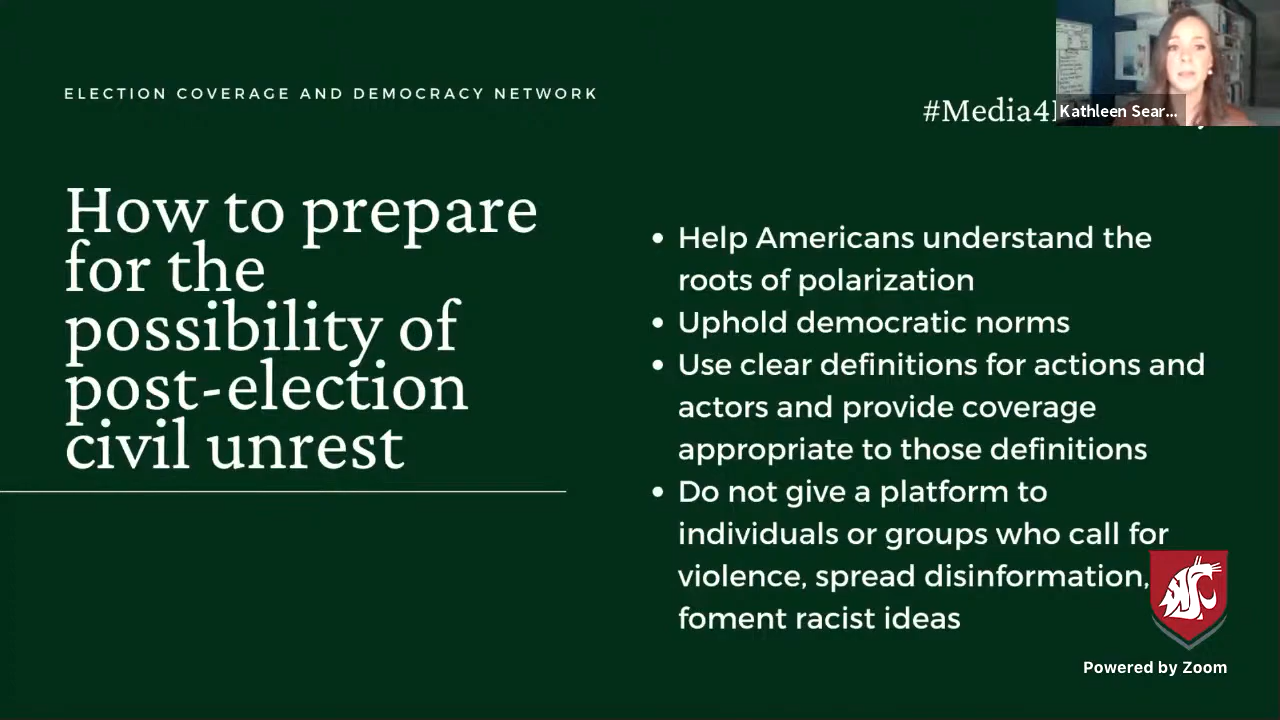 ELECTION COVERAGE AND DEMOCRACY NETWORK
#Media4
Kathleen Sear...
How to prepare
for the
possibility of
post-election
civil unrest
• Help Americans understand the
roots of polarization
• Uphold democratic norms
• Use clear definitions for actions and
actors and provide coverage
appropriate to those definitions
• Do not give a platform to
individuals or groups who call for
violence, spread disinformation,
foment racist ideas
Powered by Zoom